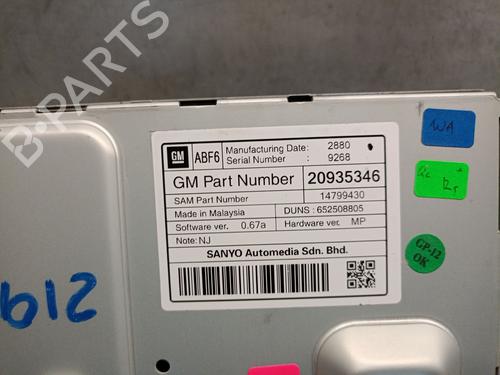 B-PARTS
GM ABF6 Manufacturing Date: 2880
Serial Number : 9268
GM Part Number 20935346
SAM Part Number 14799430
Made in Malaysia DUNS : 652508805
Software ver. 0.67a Hardware ver. MP
Note: NJ
SANYO Automedia Sdn. Bhd.
WA
GP-12
OK
612